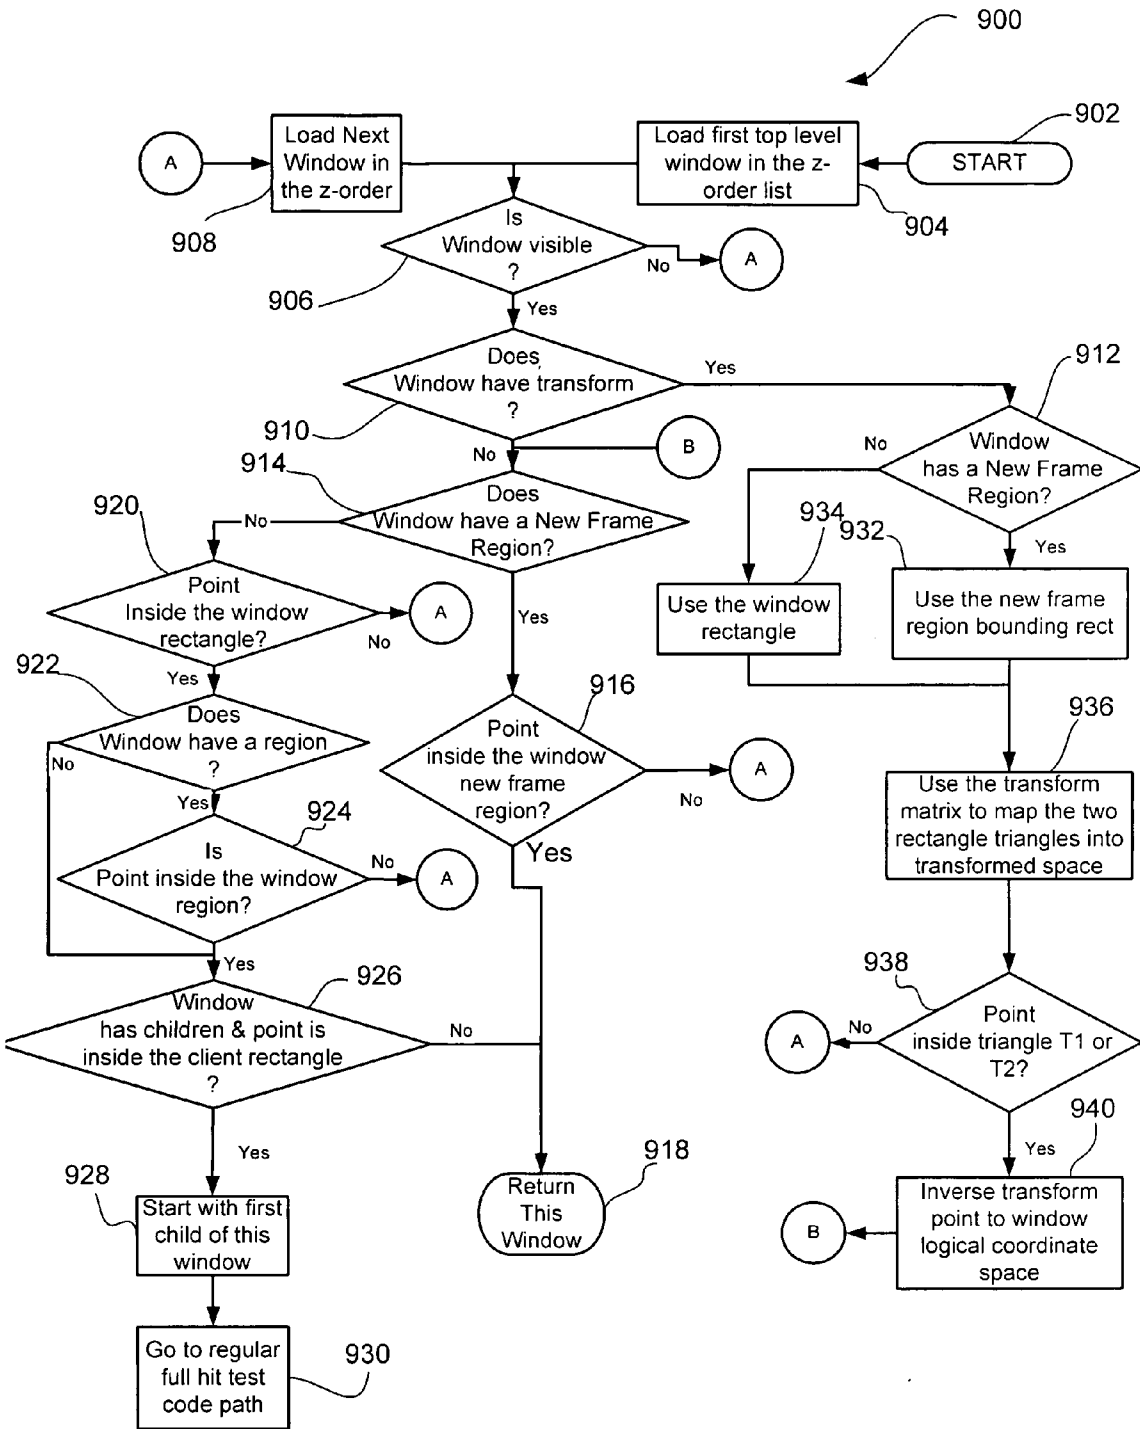 900
902
START
Load first top level
window in the z-
order list
904
A
Load Next
Window in
the z-order
908
Is
Window visible
?
906
No
A
Yes
Does
Window have transform
?
910
Yes
912
No
B
Window
has a New Frame
Region?
No
Yes
914
Does
Window have a New Frame
Region?
No
Yes
920
Point
Inside the window
rectangle?
No
A
Yes
934
Use the window
rectangle
932
Use the new frame
region bounding rect
922
Does
Window have a region
?
No
Yes
916
Point
inside the window
new frame
region?
No
A
Yes
936
Use the transform
matrix to map the two
rectangle triangles into
transformed space
924
Is
Point inside the window
region?
No
A
Yes
926
Window
has children & point is
inside the client rectangle
?
No
Yes
938
Point
inside triangle T1 or
T2?
No
A
Yes
940
Inverse transform
point to window
logical coordinate
space
B
918
Return
This
Window
928
Start with first
child of this
window
Go to regular
full hit test
code path
930